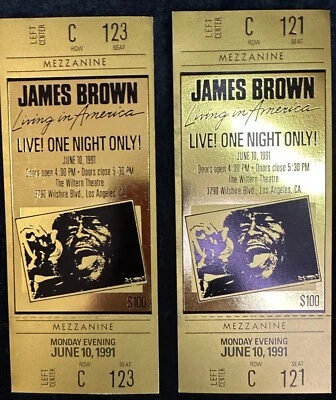 LEFT CENTER C 123
ROW SEAT
MEZZANINE
JAMES BROWN
Living in America
LIVE! ONE NIGHT ONLY!
JUNE 10, 1991
Doors open 4:00 PM • Doors close 5:30 PM
The Wiltern Theatre
3790 Wilshire Blvd., Los Angeles, CA
$100
MEZZANINE
MONDAY EVENING
JUNE 10, 1991
ROW SEAT
LEFT CENTER C 123
LEFT CENTER C 121
ROW SEAT
MEZZANINE
JAMES BROWN
Living in America
LIVE! ONE NIGHT ONLY!
JUNE 10, 1991
Doors open 4:00 PM • Doors close 5:30 PM
The Wiltern Theatre
3790 Wilshire Blvd., Los Angeles, CA
$100
MEZZANINE
MONDAY EVENING
JUNE 10, 1991
ROW SEAT
LEFT CENTER C 121